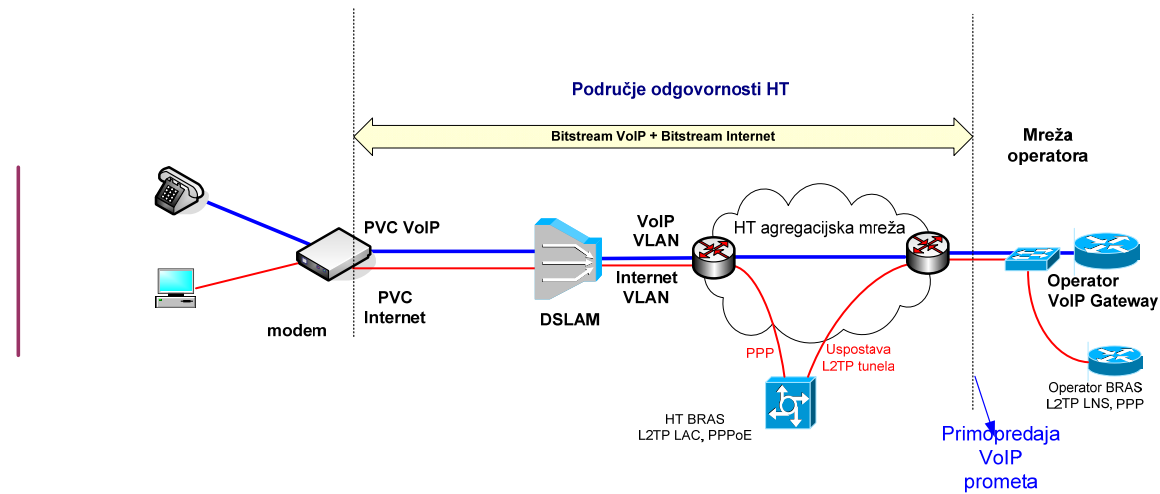 Područje odgovornosti HT
Bitstream VoIP + Bitstream Internet
Mreža
operatora
PVC VoIP
PVC
Internet
modem
DSLAM
VoIP
VLAN
Internet
VLAN
HT agregacijska mreža
PPP
Uspostava
L2TP tunela
HT BRAS
L2TP LAC, PPPoE
Operator
VoIP Gateway
Operator BRAS
L2TP LNS, PPP
Primopredaja
VoIP
prometa